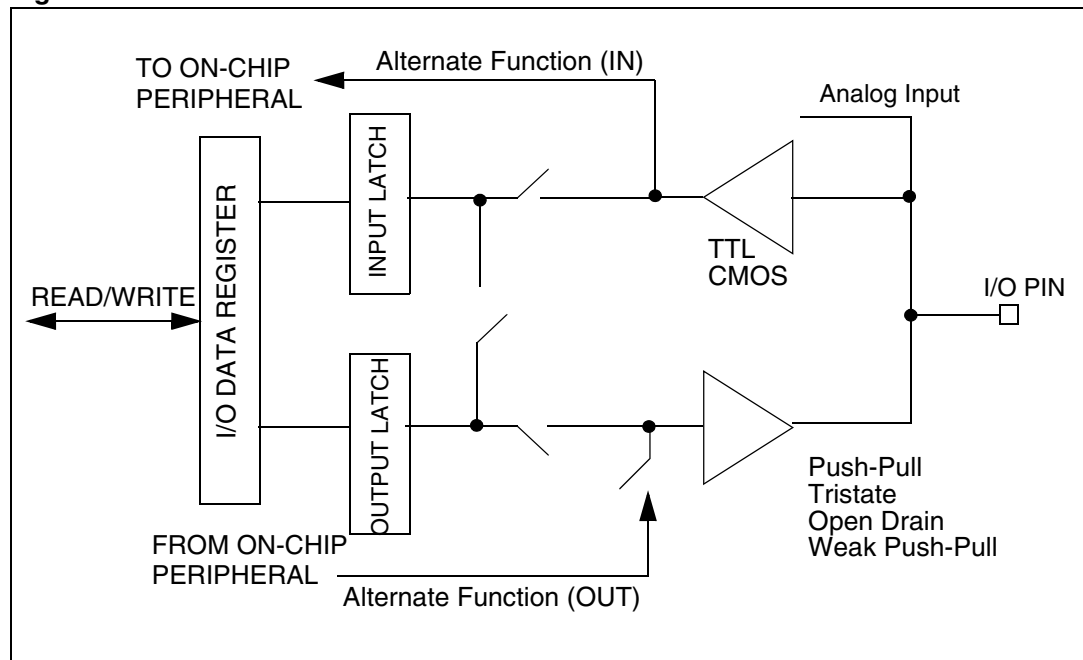 TO ON-CHIP
PERIPHERAL
Alternate Function (IN)
Analog Input
I/O DATA REGISTER
INPUT LATCH
TTL
CMOS
READ/WRITE
I/O PIN
OUTPUT LATCH
Push-Pull
Tristate
Open Drain
Weak Push-Pull
FROM ON-CHIP
PERIPHERAL
Alternate Function (OUT)